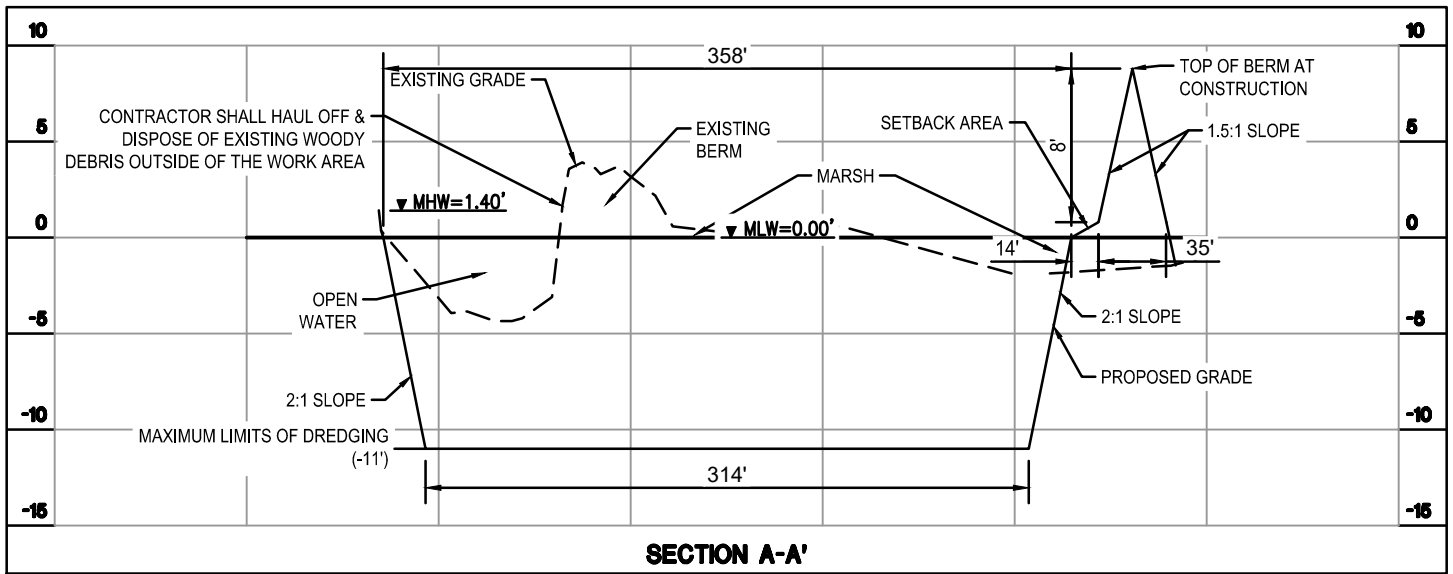 10
10
358'
EXISTING GRADE
TOP OF BERM AT
CONSTRUCTION
CONTRACTOR SHALL HAUL OFF &
DISPOSE OF EXISTING WOODY
DEBRIS OUTSIDE OF THE WORK AREA
EXISTING
BERM
SETBACK AREA
1.5:1 SLOPE
5
5
8'
MARSH
MHW=1.40'
MLW=0.00'
0
0
14'
35'
OPEN
WATER
2:1 SLOPE
-5
-5
PROPOSED GRADE
2:1 SLOPE
-10
-10
MAXIMUM LIMITS OF DREDGING
(-11')
314'
-15
-15
SECTION A-A'